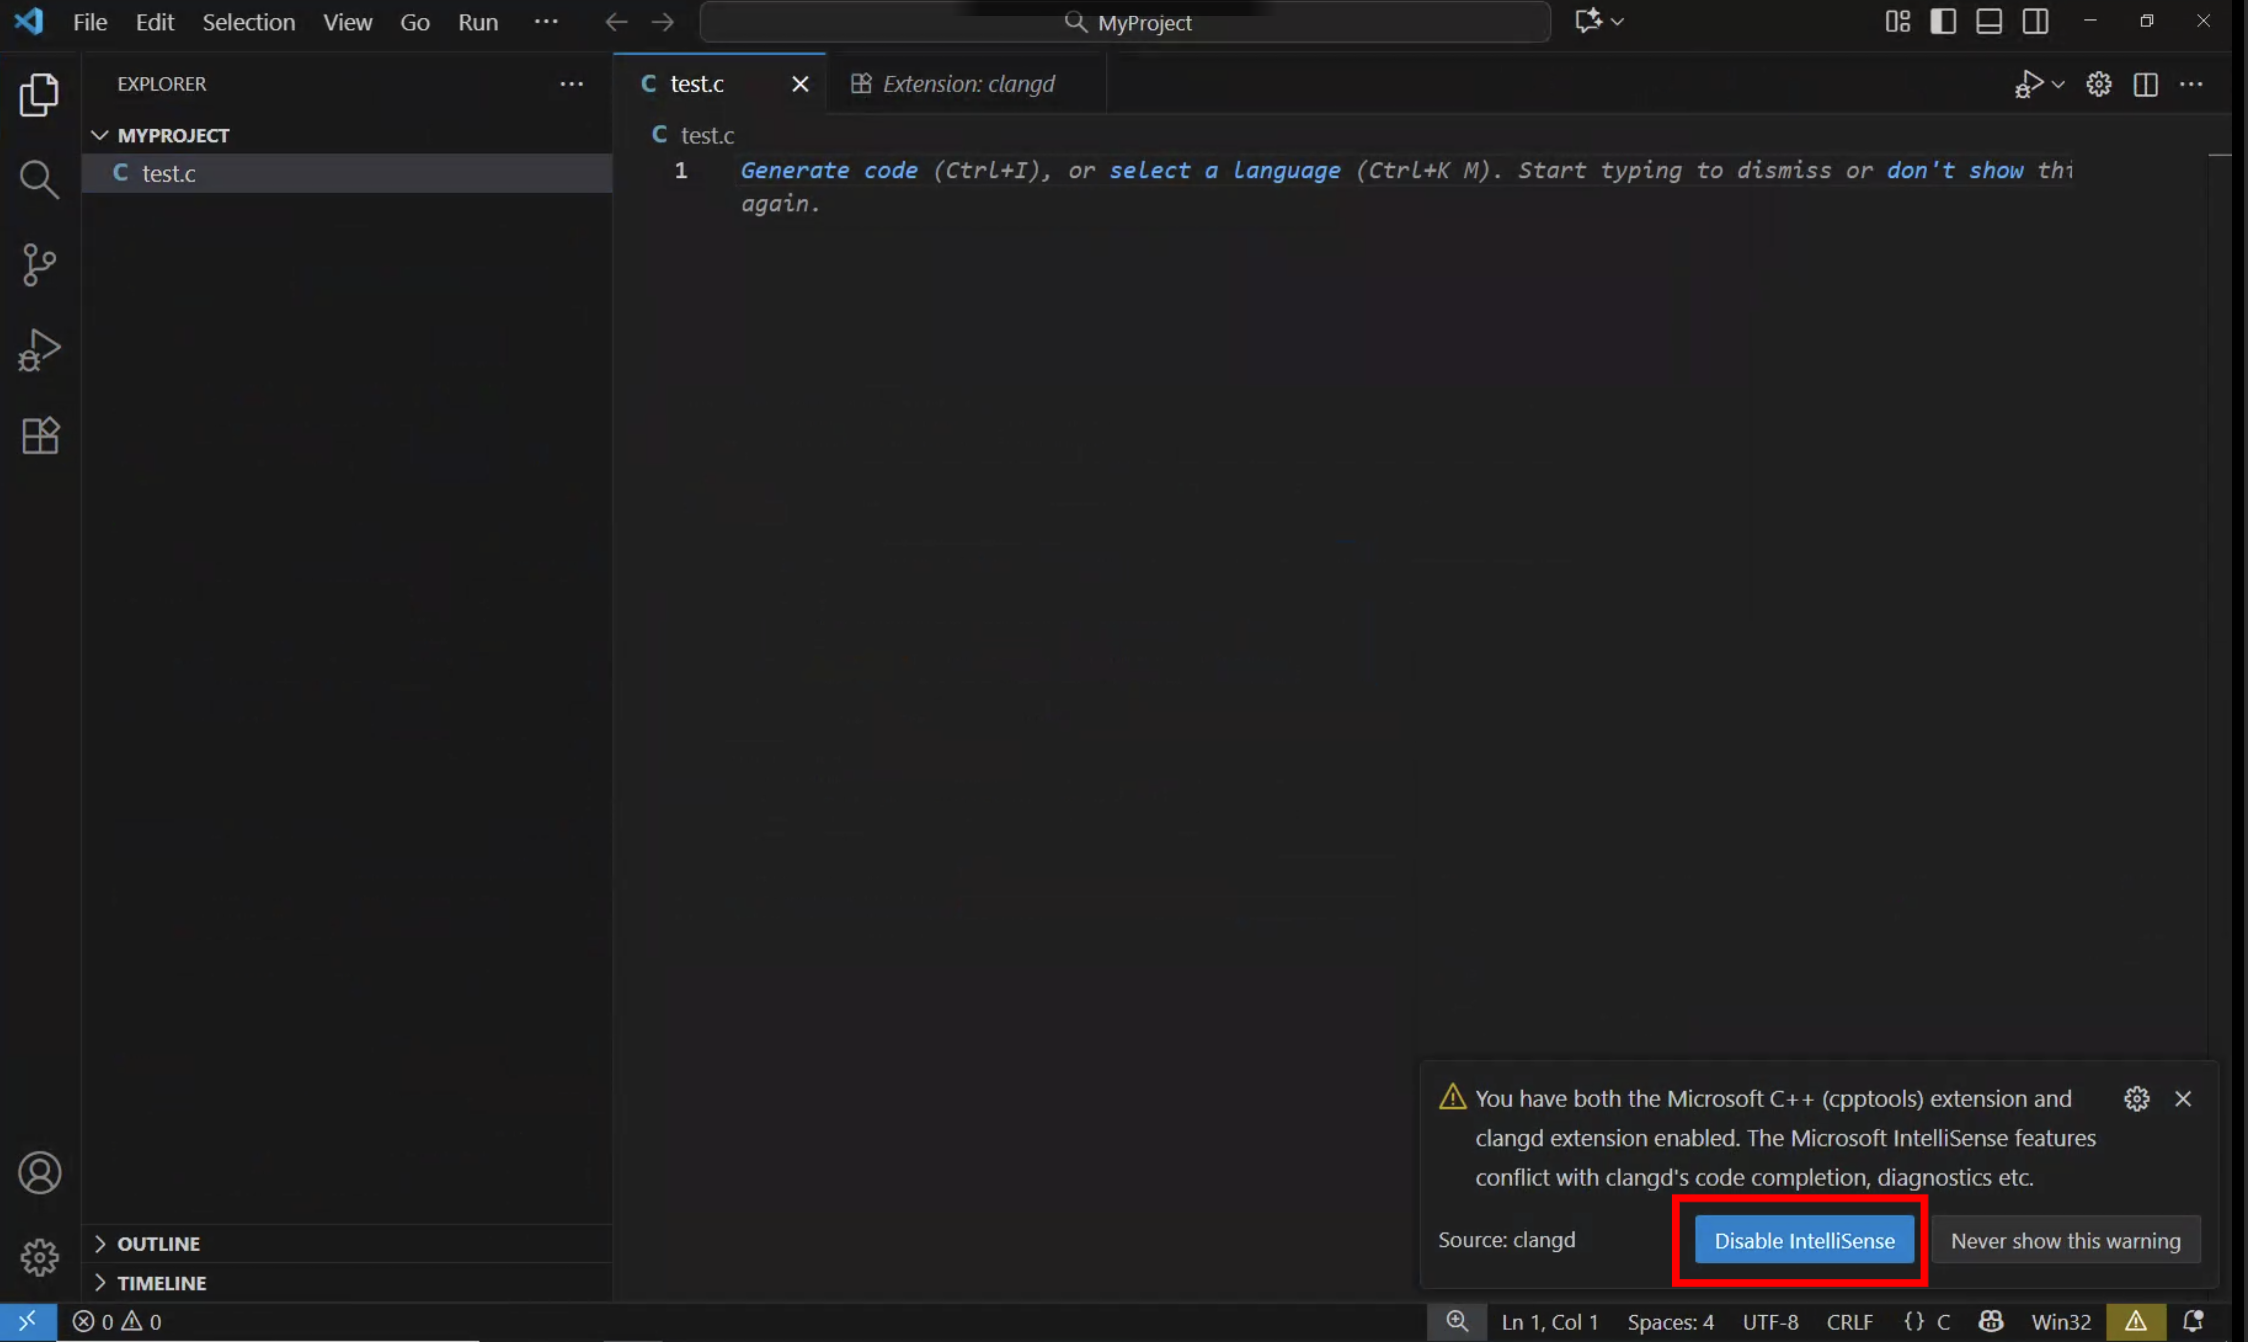 File Edit Selection View Go Run ···
MyProject
EXPLORER ···
C test.c
Extension: clangd
MYPROJECT
C test.c
C test.c
1
Generate code (Ctrl+I), or select a language (Ctrl+K M). Start typing to dismiss or don't show thi
again.
You have both the Microsoft C++ (cpptools) extension and
clangd extension enabled. The Microsoft IntelliSense features
conflict with clangd's code completion, diagnostics etc.
Source: clangd
Disable IntelliSense
Never show this warning
OUTLINE
TIMELINE
0 0
Ln 1, Col 1 Spaces: 4 UTF-8 CRLF {} C Win32